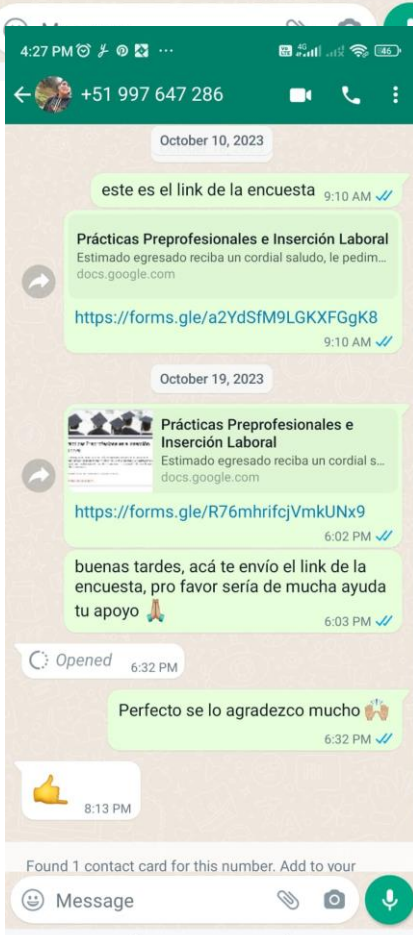 4:27 PM ... 4G 46
+51 997 647 286
October 10, 2023
este es el link de la encuesta 9:10 AM
Prácticas Preprofesionales e Inserción Laboral
Estimado egresado reciba un cordial saludo, le pedim...
docs.google.com
https://forms.gle/a2YdSfM9LGKXFGgK8
9:10 AM
October 19, 2023
Prácticas Preprofesionales e
Inserción Laboral
Estimado egresado reciba un cordial s...
docs.google.com
https://forms.gle/R76mhrifcjVmkUNx9
6:02 PM
buenas tardes, acá te envío el link de la
encuesta, pro favor sería de mucha ayuda
tu apoyo 🙏🏼
6:03 PM
Opened 6:32 PM
Perfecto se lo agradezco mucho 🙌🏼
6:32 PM
🤙
8:13 PM
Found 1 contact card for this number. Add to your
Message